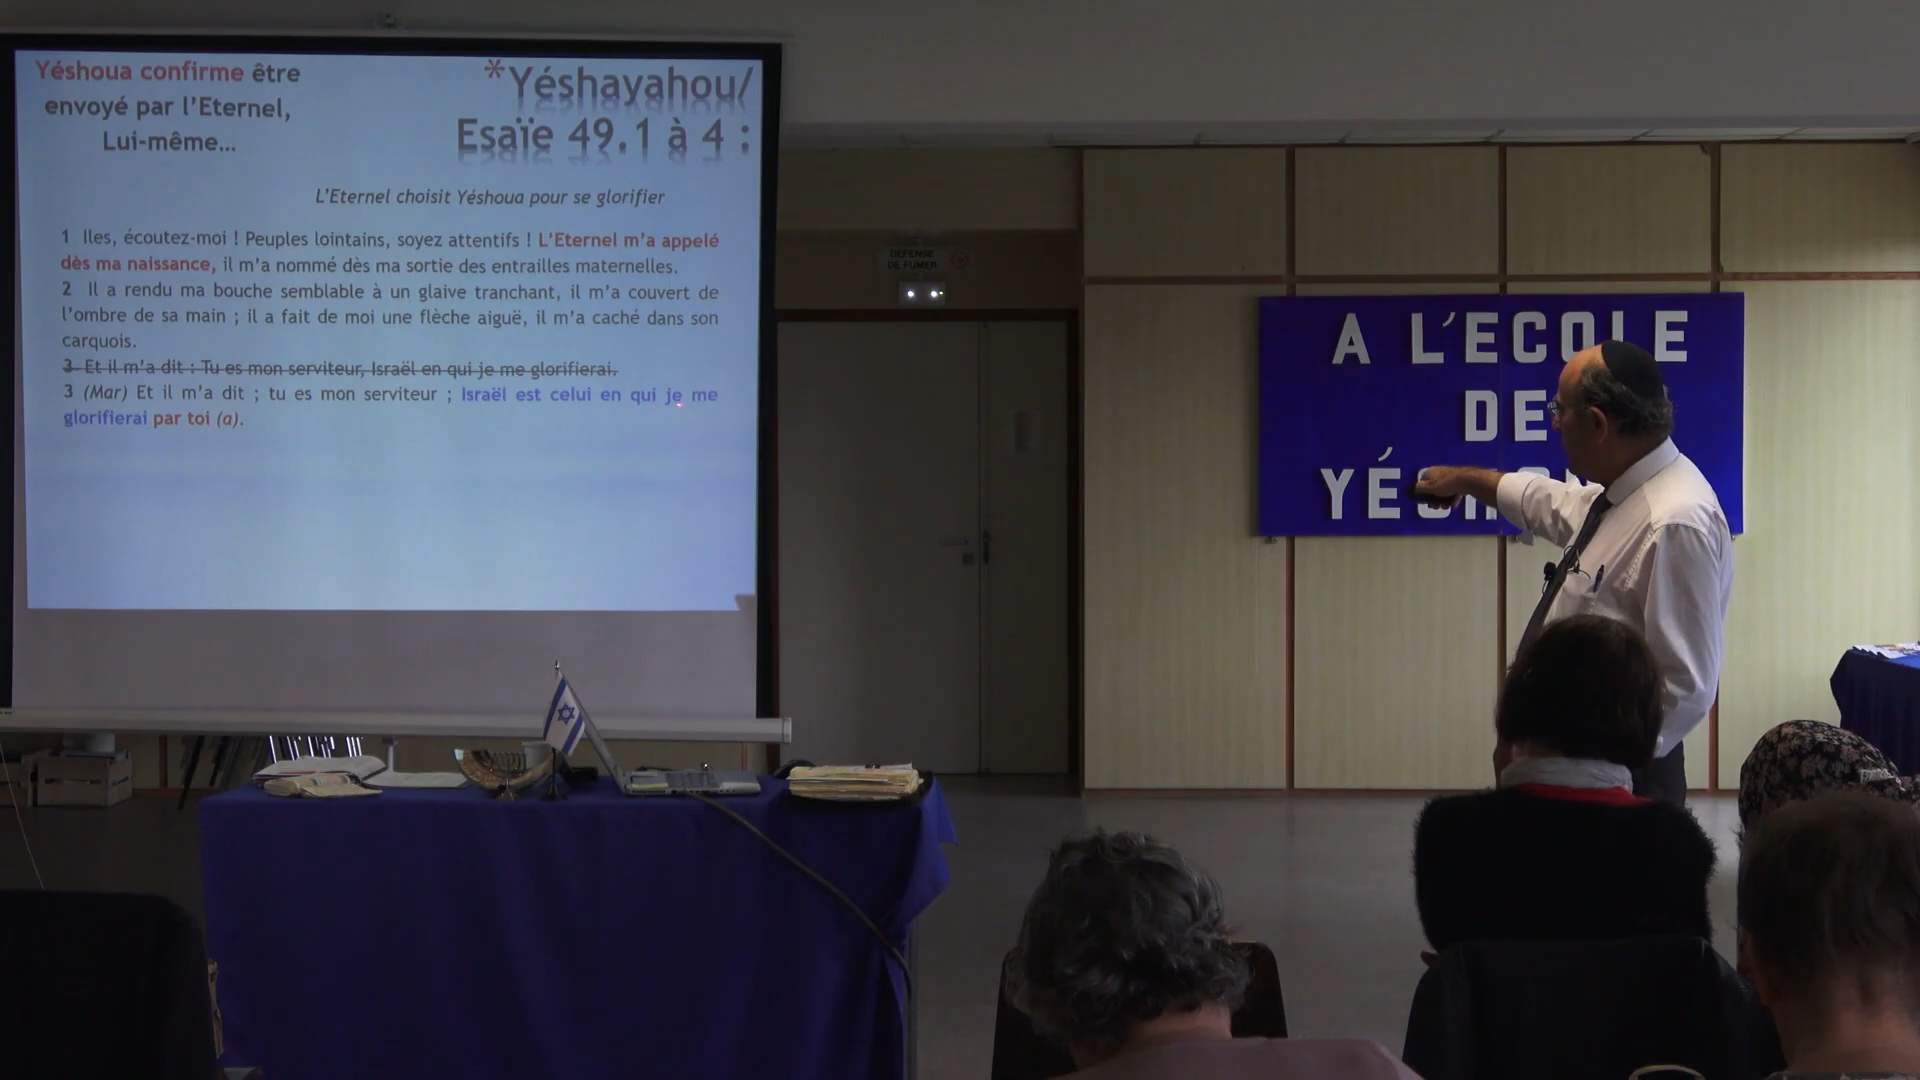 Yéshoua confirme être
envoyé par l'Eternel,
Lui-même...
*Yéshayahou/
Esaïe 49.1 à 4 :
L'Eternel choisit Yéshoua pour se glorifier
1 Iles, écoutez-moi ! Peuples lointains, soyez attentifs ! L'Eternel m'a appelé
dès ma naissance, il m'a nommé dès ma sortie des entrailles maternelles.
2 Il a rendu ma bouche semblable à un glaive tranchant, il m'a couvert de
l'ombre de sa main ; il a fait de moi une flèche aiguë, il m'a caché dans son
carquois.
3 Et il m'a dit : Tu es mon serviteur, Israël en qui je me glorifierai.
3 (Mar) Et il m'a dit ; tu es mon serviteur ; Israël est celui en qui je me
glorifierai par toi (a).
DEFENSE
DE FUMER
A L'ECOLE
DE